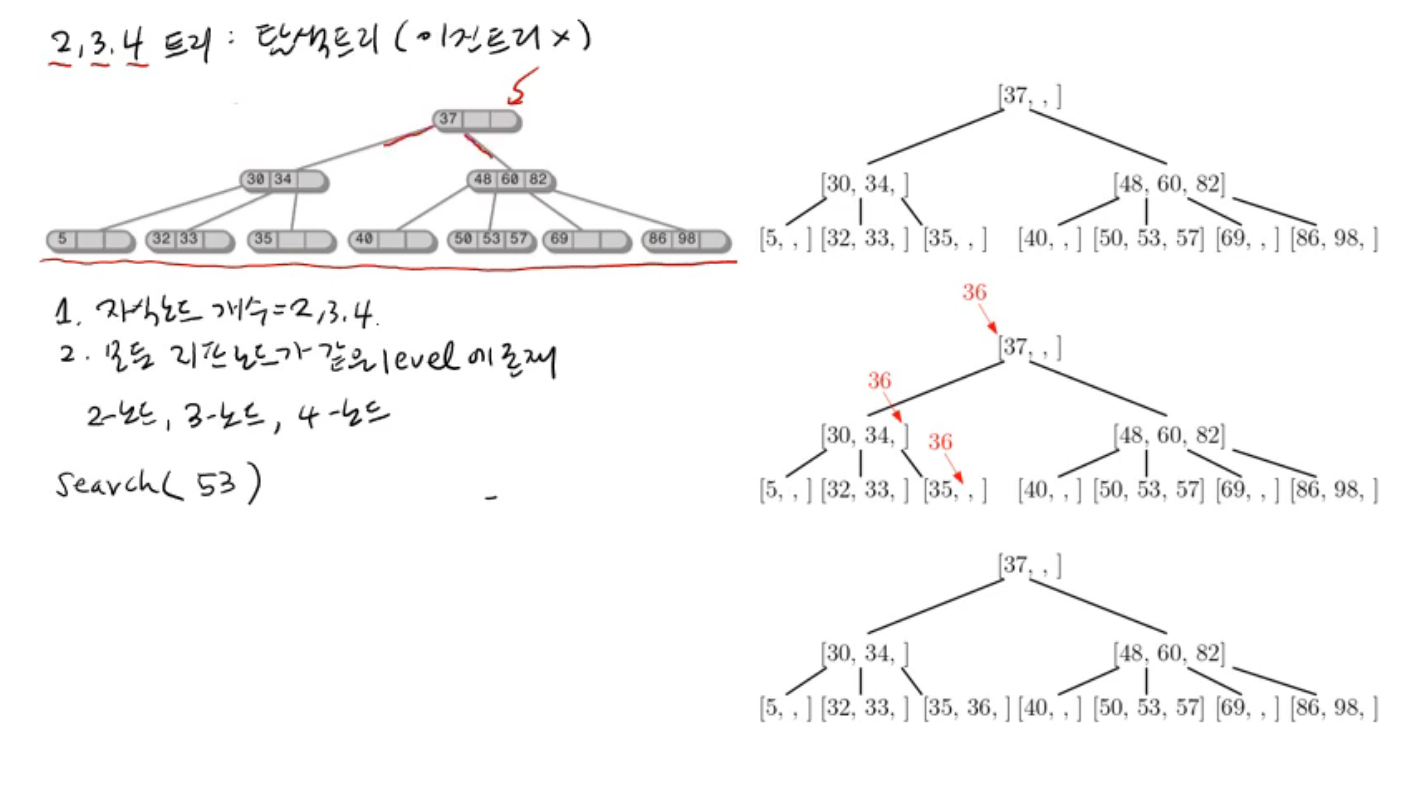 2,3.4 트리 : 탐색트리 (이진트리 x)
37
30 34
48 60 82
5
32 33
35
40
50 53 57
69
86 98
1. 자식노드 개수=2,3.4.
2. 모든 리프노드가 같은 level에 존재
2-노드, 3-노드, 4-노드
Search( 53 )
[37, , ]
[30, 34, ] [48, 60, 82]
[5, , ] [32, 33, ] [35, , ] [40, , ] [50, 53, 57] [69, , ] [86, 98, ]
36
[37, , ]
36
[30, 34, ] [48, 60, 82]
36
[5, , ] [32, 33, ] [35, , ] [40, , ] [50, 53, 57] [69, , ] [86, 98, ]
[37, , ]
[30, 34, ] [48, 60, 82]
[5, , ] [32, 33, ] [35, 36, ] [40, , ] [50, 53, 57] [69, , ] [86, 98, ]